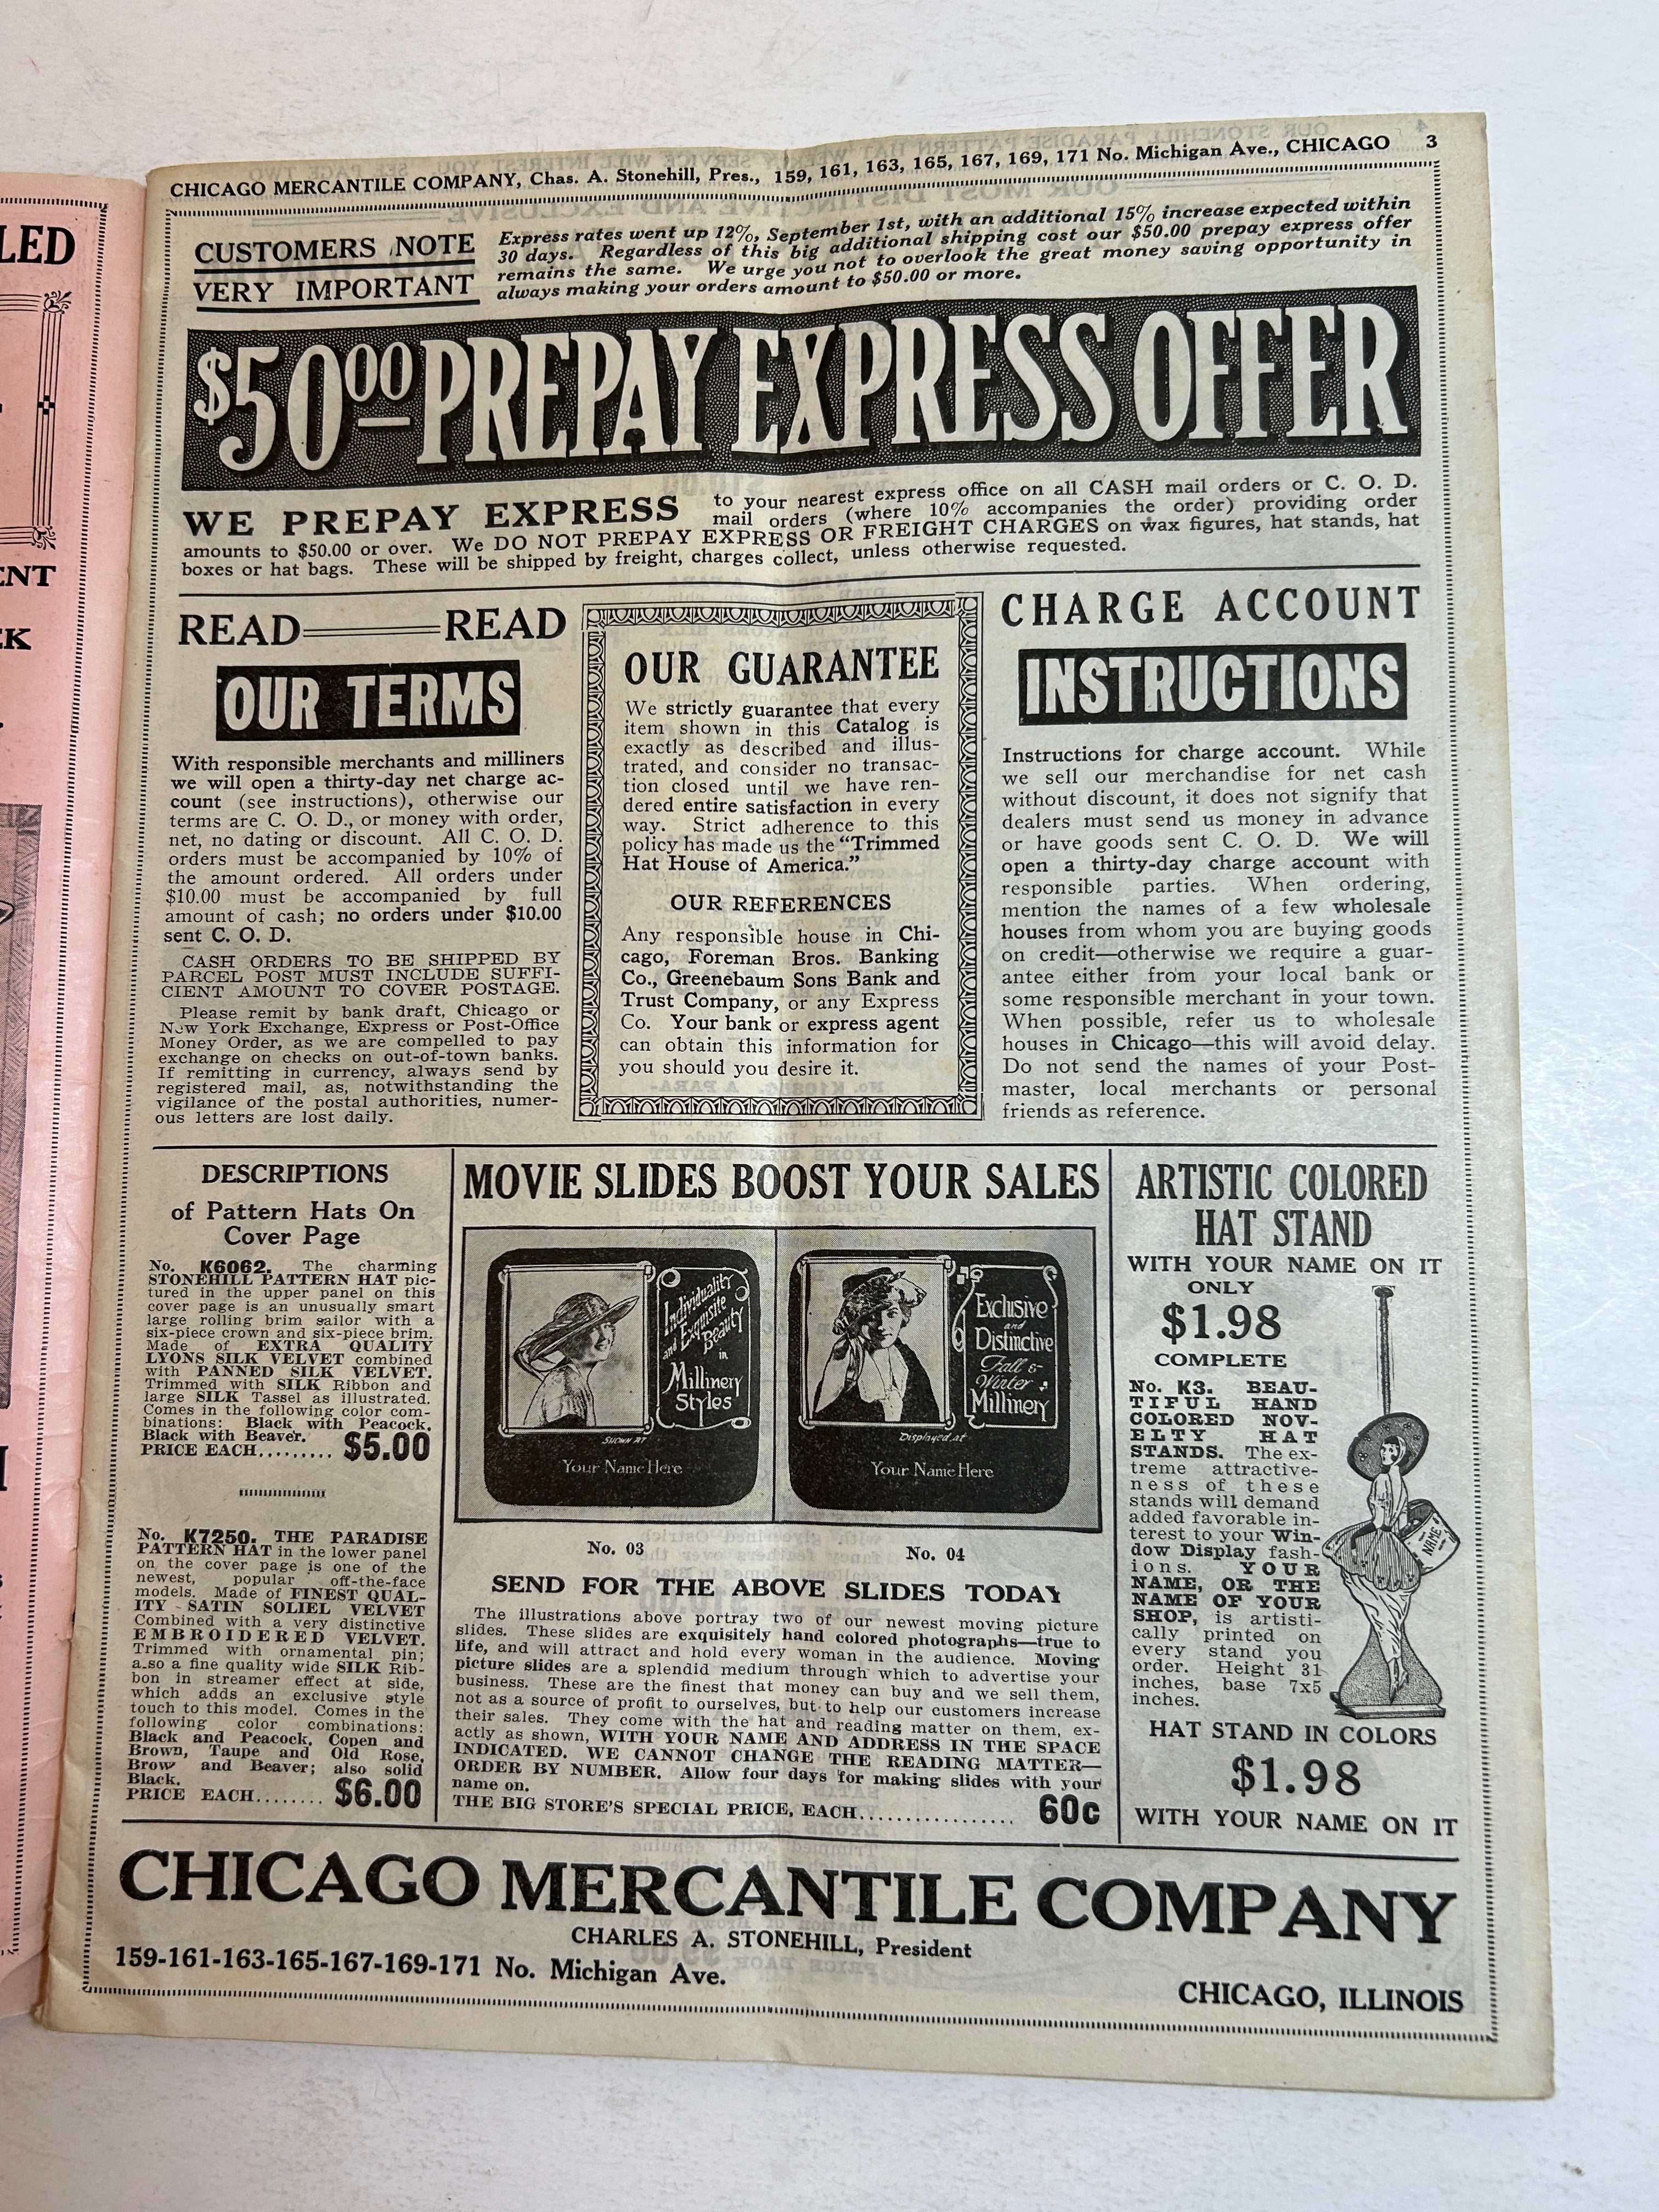 LED
ENT
EK
CHICAGO MERCANTILE COMPANY, Chas. A. Stonehill, Pres., 159, 161, 163, 165, 167, 169, 171 No. Michigan Ave., CHICAGO 3
CUSTOMERS NOTE
VERY IMPORTANT
Express rates went up 12%, September 1st, with an additional 15% increase expected within
30 days. Regardless of this big additional shipping cost our $50.00 prepay express offer
remains the same. We urge you not to overlook the great money saving opportunity in
always making your orders amount to $50.00 or more.
$50.00 PREPAY EXPRESS OFFER
WE PREPAY EXPRESS to your nearest express office on all CASH mail orders or C. O. D.
mail orders (where 10% accompanies the order) providing order
amounts to $50.00 or over. We DO NOT PREPAY EXPRESS OR FREIGHT CHARGES on wax figures, hat stands, hat
boxes or hat bags. These will be shipped by freight, charges collect, unless otherwise requested.
READ READ
OUR TERMS
With responsible merchants and milliners
we will open a thirty-day net charge ac-
count (see instructions), otherwise our
terms are C. O. D., or money with order,
net, no dating or discount. All C. O. D.
orders must be accompanied by 10% of
the amount ordered. All orders under
$10.00 must be accompanied by full
amount of cash; no orders under $10.00
sent C. O. D.
CASH ORDERS TO BE SHIPPED BY
PARCEL POST MUST INCLUDE SUFFI-
CIENT AMOUNT TO COVER POSTAGE.
Please remit by bank draft, Chicago or
New York Exchange, Express or Post-Office
Money Order, as we are compelled to pay
exchange on checks on out-of-town banks.
If remitting in currency, always send by
registered mail, as, notwithstanding the
vigilance of the postal authorities, numer-
ous letters are lost daily.
OUR GUARANTEE
We strictly guarantee that every
item shown in this Catalog is
exactly as described and illus-
trated, and consider no transac-
tion closed until we have ren-
dered entire satisfaction in every
way. Strict adherence to this
policy has made us the "Trimmed
Hat House of America."
OUR REFERENCES
Any responsible house in Chi-
cago, Foreman Bros. Banking
Co., Greenebaum Sons Bank and
Trust Company, or any Express
Co. Your bank or express agent
can obtain this information for
you should you desire it.
CHARGE ACCOUNT
INSTRUCTIONS
Instructions for charge account. While
we sell our merchandise for net cash
without discount, it does not signify that
dealers must send us money in advance
or have goods sent C. O. D. We will
open a thirty-day charge account with
responsible parties. When ordering,
mention the names of a few wholesale
houses from whom you are buying goods
on credit—otherwise we require a guar-
antee either from your local bank or
some responsible merchant in your town.
When possible, refer us to wholesale
houses in Chicago—this will avoid delay.
Do not send the names of your Post-
master, local merchants or personal
friends as reference.
DESCRIPTIONS
of Pattern Hats On
Cover Page
No. K6062. The charming
STONEHILL PATTERN HAT pic-
tured in the upper panel on this
cover page is an unusually smart
large rolling brim sailor with a
six-piece crown and six-piece brim.
Made of EXTRA QUALITY
LYONS SILK VELVET combined
with PANNED SILK VELVET.
Trimmed with SILK Ribbon and
large SILK Tassel as illustrated.
Comes in the following color com-
binations: Black with Peacock,
Black with Beaver.
PRICE EACH......... $5.00
No. K7250. THE PARADISE
PATTERN HAT in the lower panel
on the cover page is one of the
newest, popular off-the-face
models. Made of FINEST QUAL-
ITY SATIN SOLIEL VELVET
Combined with a very distinctive
EMBROIDERED VELVET.
Trimmed with ornamental pin;
also a fine quality wide SILK Rib-
bon in streamer effect at side,
which adds an exclusive style
touch to this model. Comes in the
following color combinations:
Black and Peacock, Copen and
Brown, Taupe and Old Rose,
Brow and Beaver; also solid
Black.
PRICE EACH........ $6.00
MOVIE SLIDES BOOST YOUR SALES
Individuality
and Exquisite
Beauty
in
Millinery
Styles
SHOWN AT
Your Name Here
Exclusive
and
Distinctive
Fall &
Winter
Millinery
Displayed at
Your Name Here
No. 03
No. 04
SEND FOR THE ABOVE SLIDES TODAY
The illustrations above portray two of our newest moving picture
slides. These slides are exquisitely hand colored photographs—true to
life, and will attract and hold every woman in the audience. Moving
picture slides are a splendid medium through which to advertise your
business. These are the finest that money can buy and we sell them,
not as a source of profit to ourselves, but to help our customers increase
their sales. They come with the hat and reading matter on them, ex-
actly as shown, WITH YOUR NAME AND ADDRESS IN THE SPACE
INDICATED. WE CANNOT CHANGE THE READING MATTER—
ORDER BY NUMBER. Allow four days for making slides with your
name on.
THE BIG STORE'S SPECIAL PRICE, EACH................ 60c
ARTISTIC COLORED
HAT STAND
WITH YOUR NAME ON IT
ONLY
$1.98
COMPLETE
No. K3. BEAU-
TIFUL HAND
COLORED NOV-
ELTY HAT
STANDS. The ex-
treme attractive-
ness of these
stands will demand
added favorable in-
terest to your Win-
dow Display fash-
ions. YOUR
NAME, OR THE
NAME OF YOUR
SHOP, is artisti-
cally printed on
every stand you
order. Height 31
inches, base 7x5
inches.
NAME
HAT STAND IN COLORS
$1.98
WITH YOUR NAME ON IT
CHICAGO MERCANTILE COMPANY
CHARLES A. STONEHILL, President
159-161-163-165-167-169-171 No. Michigan Ave.
CHICAGO, ILLINOIS